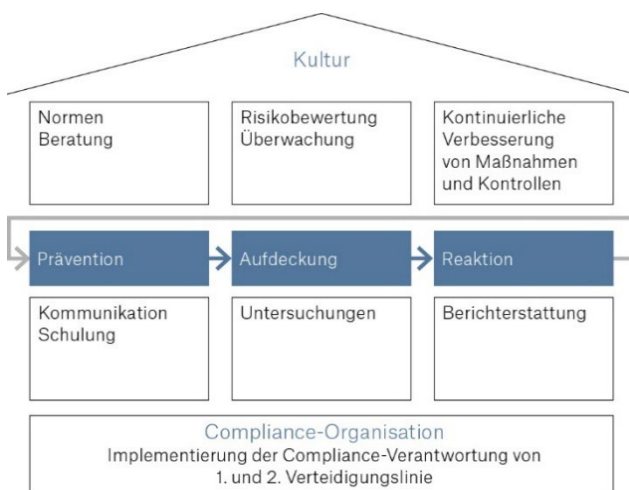 Kultur
Normen
Beratung
Risikobewertung
Überwachung
Kontinuierliche
Verbesserung
von Maßnahmen
und Kontrollen
Prävention
Aufdeckung
Reaktion
Kommunikation
Schulung
Untersuchungen
Berichterstattung
Compliance-Organisation
Implementierung der Compliance-Verantwortung von
1. und 2. Verteidigungslinie